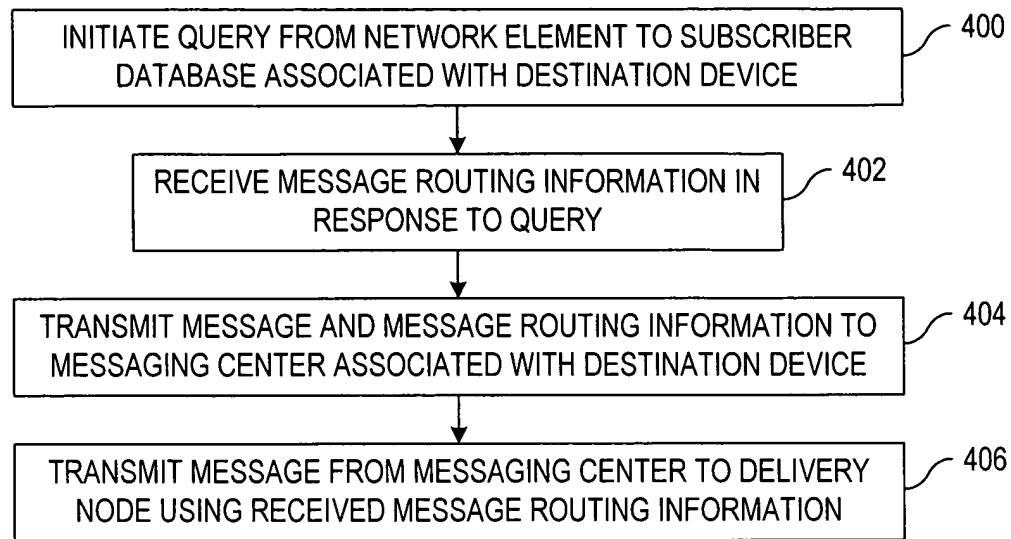 INITIATE QUERY FROM NETWORK ELEMENT TO SUBSCRIBER
DATABASE ASSOCIATED WITH DESTINATION DEVICE
400
RECEIVE MESSAGE ROUTING INFORMATION IN
RESPONSE TO QUERY
402
TRANSMIT MESSAGE AND MESSAGE ROUTING INFORMATION TO
MESSAGING CENTER ASSOCIATED WITH DESTINATION DEVICE
404
TRANSMIT MESSAGE FROM MESSAGING CENTER TO DELIVERY
NODE USING RECEIVED MESSAGE ROUTING INFORMATION
406